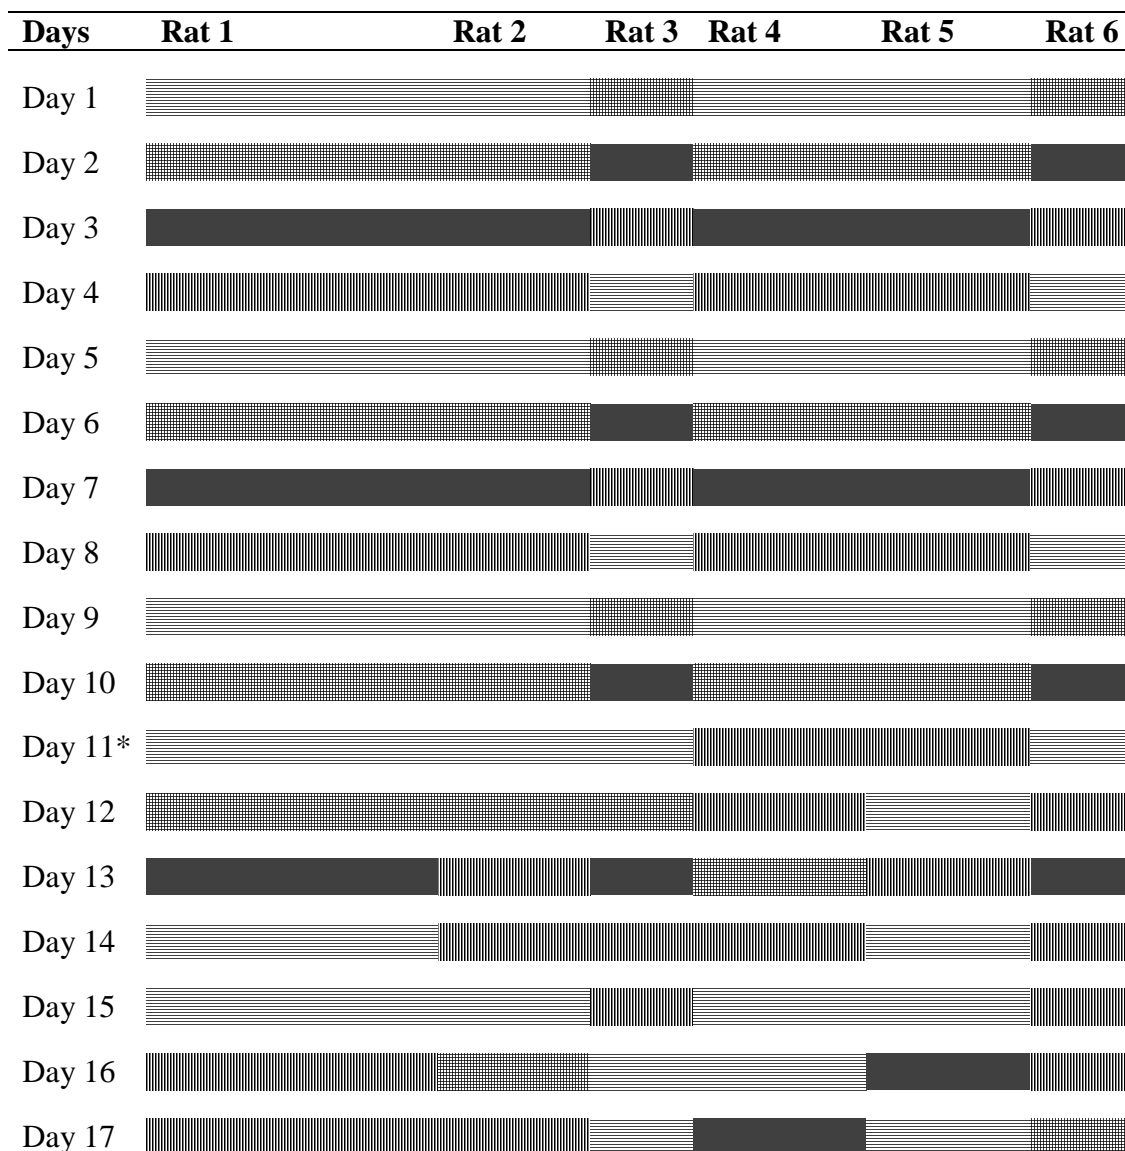 Days Rat 1 Rat 2 Rat 3 Rat 4 Rat 5 Rat 6
Day 1
Day 2
Day 3
Day 4
Day 5
Day 6
Day 7
Day 8
Day 9
Day 10
Day 11*
Day 12
Day 13
Day 14
Day 15
Day 16
Day 17